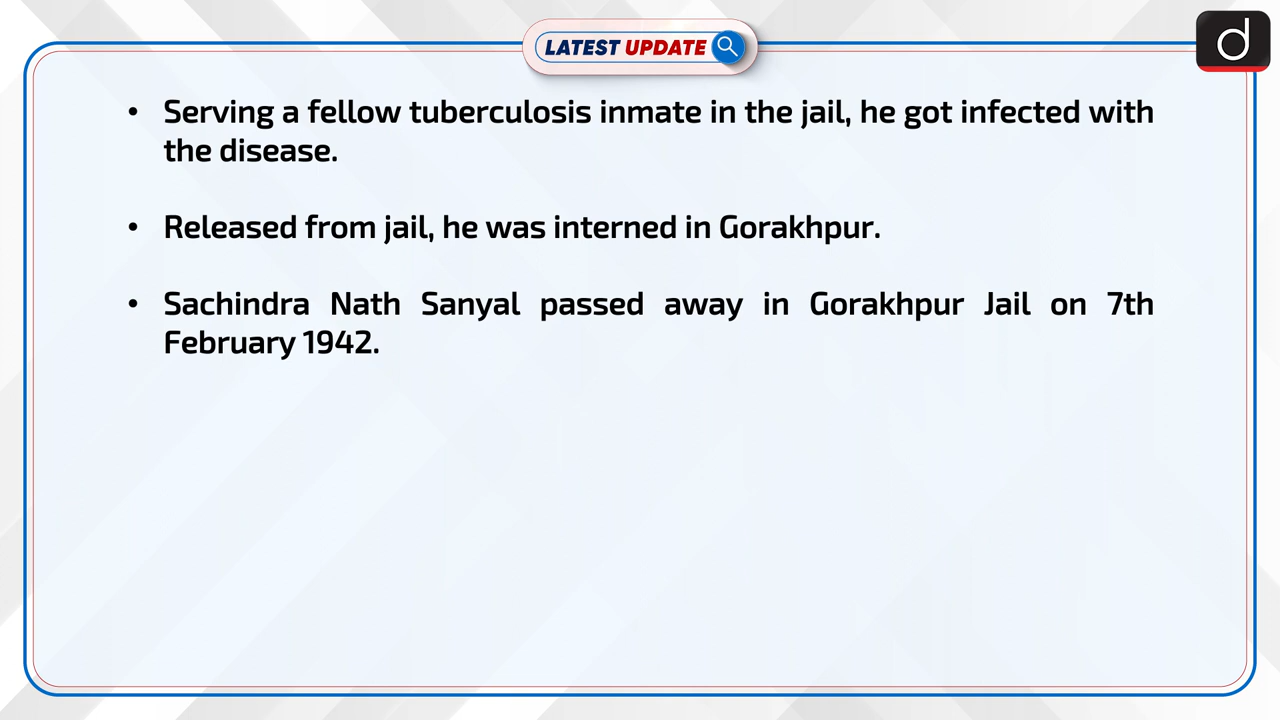 LATEST UPDATE
d
• Serving a fellow tuberculosis inmate in the jail, he got infected with
the disease.
• Released from jail, he was interned in Gorakhpur.
• Sachindra Nath Sanyal passed away in Gorakhpur Jail on 7th
February 1942.